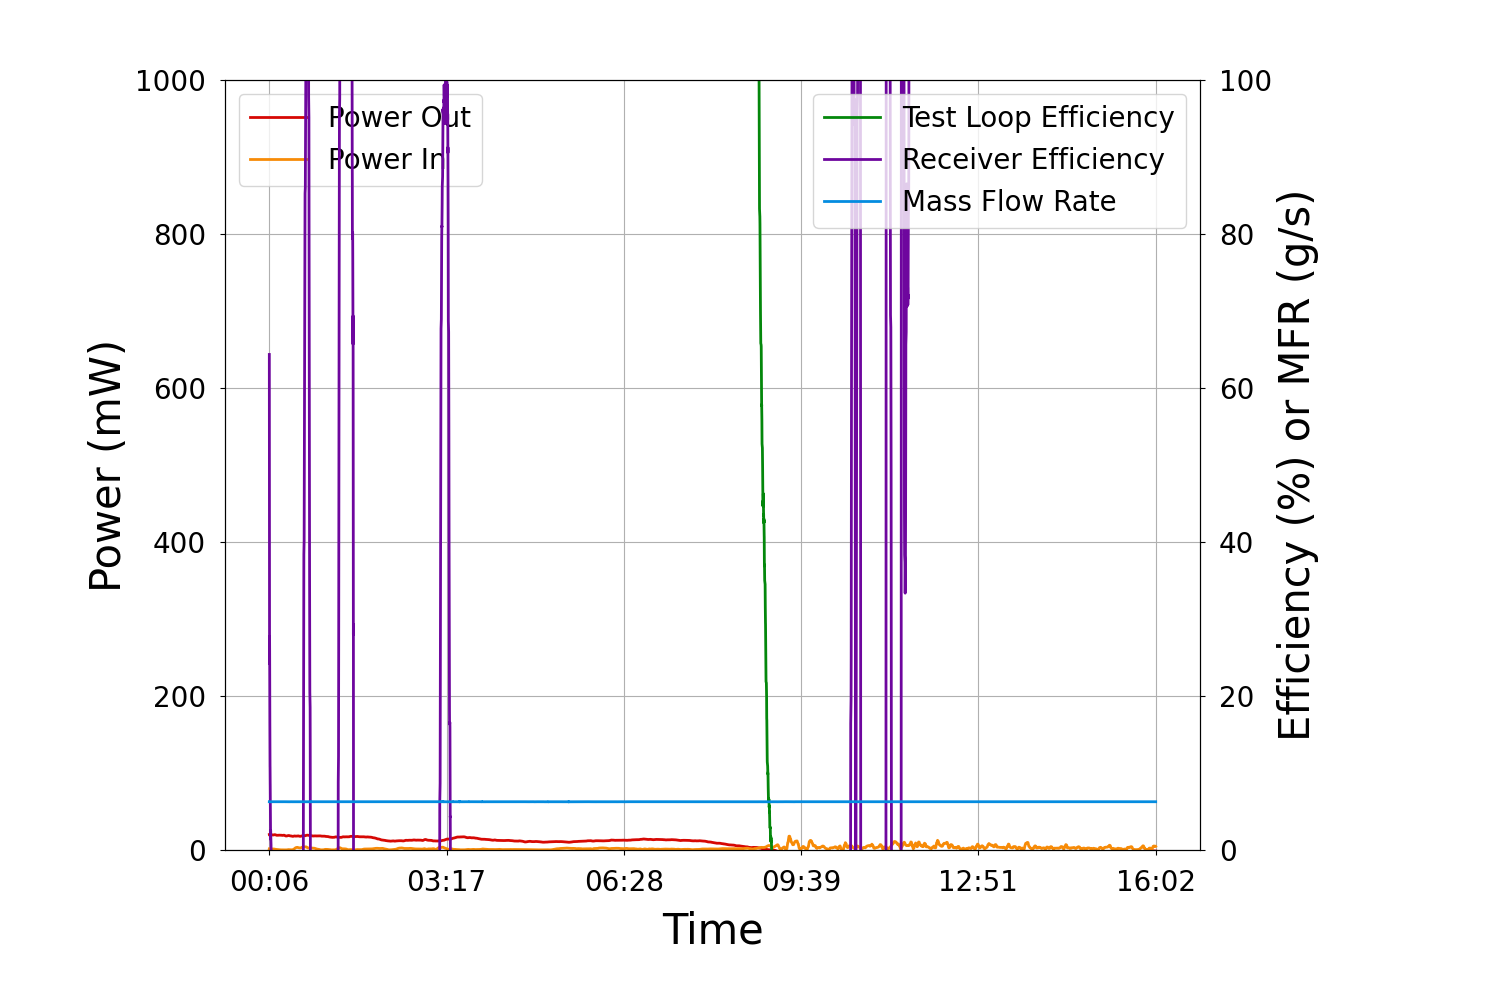 1000
800
600
400
200
0
Power (mW)
Power Out
Power In
Test Loop Efficiency
Receiver Efficiency
Mass Flow Rate
100
80
60
40
20
0
Efficiency (%) or MFR (g/s)
00:06 03:17 06:28 09:39 12:51 16:02
Time